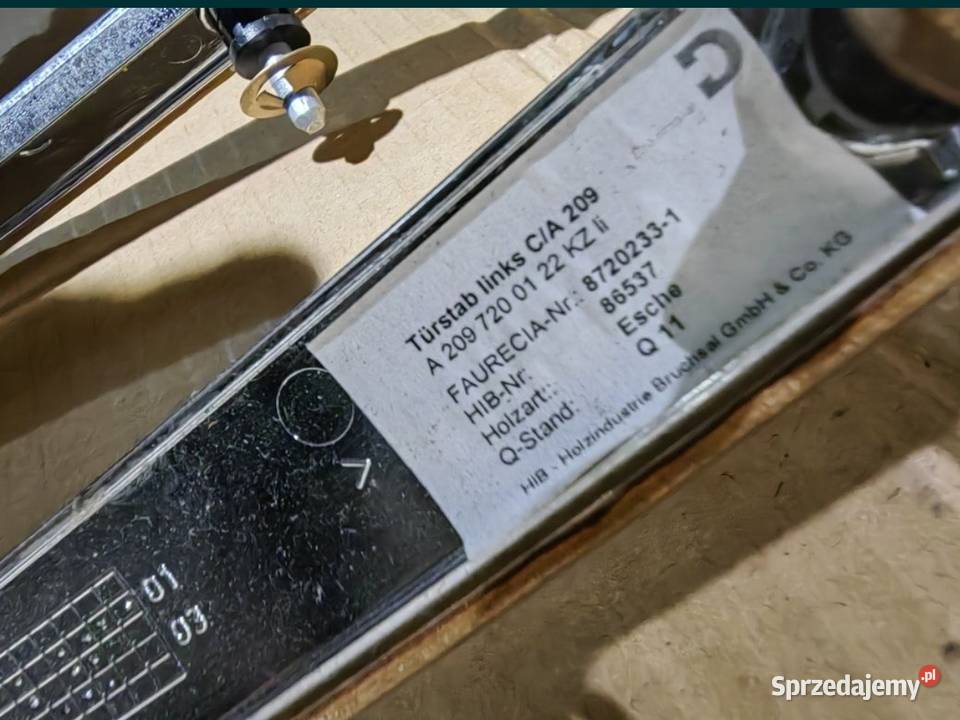 Türstab links C/A 209
A 209 720 01 22 KZ li
FAURECIA-Nr.: 8720233-1
HIB-Nr: 86537
Holzart.: Esche
Q-Stand: Q 11
HIB - Holzindustrie Bruchsal GmbH & Co. KG
01
03
Sprzedajemy.pl